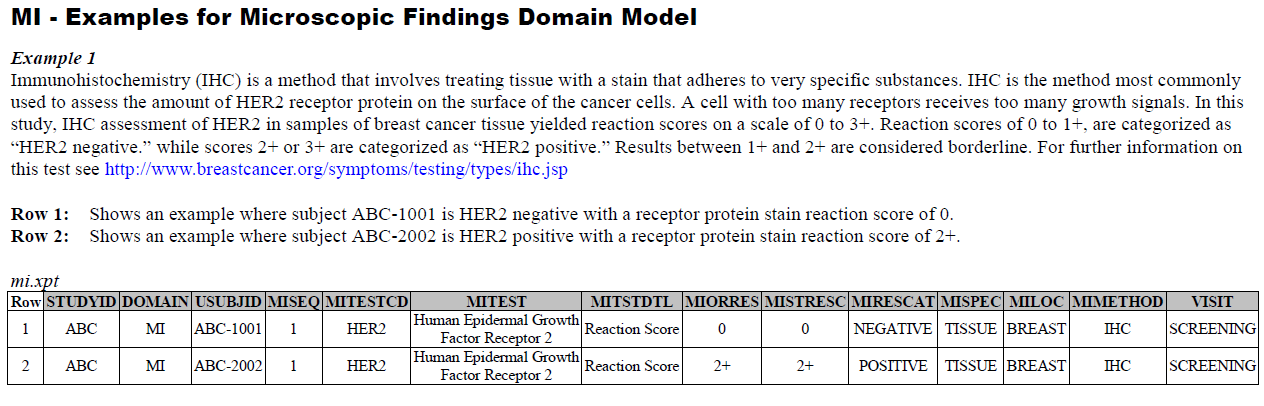 MI - Examples for Microscopic Findings Domain Model
Example 1
Immunohistochemistry (IHC) is a method that involves treating tissue with a stain that adheres to very specific substances. IHC is the method most commonly
used to assess the amount of HER2 receptor protein on the surface of the cancer cells. A cell with too many receptors receives too many growth signals. In this
study, IHC assessment of HER2 in samples of breast cancer tissue yielded reaction scores on a scale of 0 to 3+. Reaction scores of 0 to 1+, are categorized as
“HER2 negative.” while scores 2+ or 3+ are categorized as “HER2 positive.” Results between 1+ and 2+ are considered borderline. For further information on
this test see http://www.breastcancer.org/symptoms/testing/types/ihc.jsp
Row 1: Shows an example where subject ABC-1001 is HER2 negative with a receptor protein stain reaction score of 0.
Row 2: Shows an example where subject ABC-2002 is HER2 positive with a receptor protein stain reaction score of 2+.
mi.xpt
Row STUDYID DOMAIN USUBJID MISEQ MITESTCD MITEST MITSTDTL MIORRES MISTRESC MIRESCAT MISPEC MILOC MIMETHOD VISIT
1 ABC MI ABC-1001 1 HER2 Human Epidermal Growth Factor Receptor 2 Reaction Score 0 0 NEGATIVE TISSUE BREAST IHC SCREENING
2 ABC MI ABC-2002 1 HER2 Human Epidermal Growth Factor Receptor 2 Reaction Score 2+ 2+ POSITIVE TISSUE BREAST IHC SCREENING